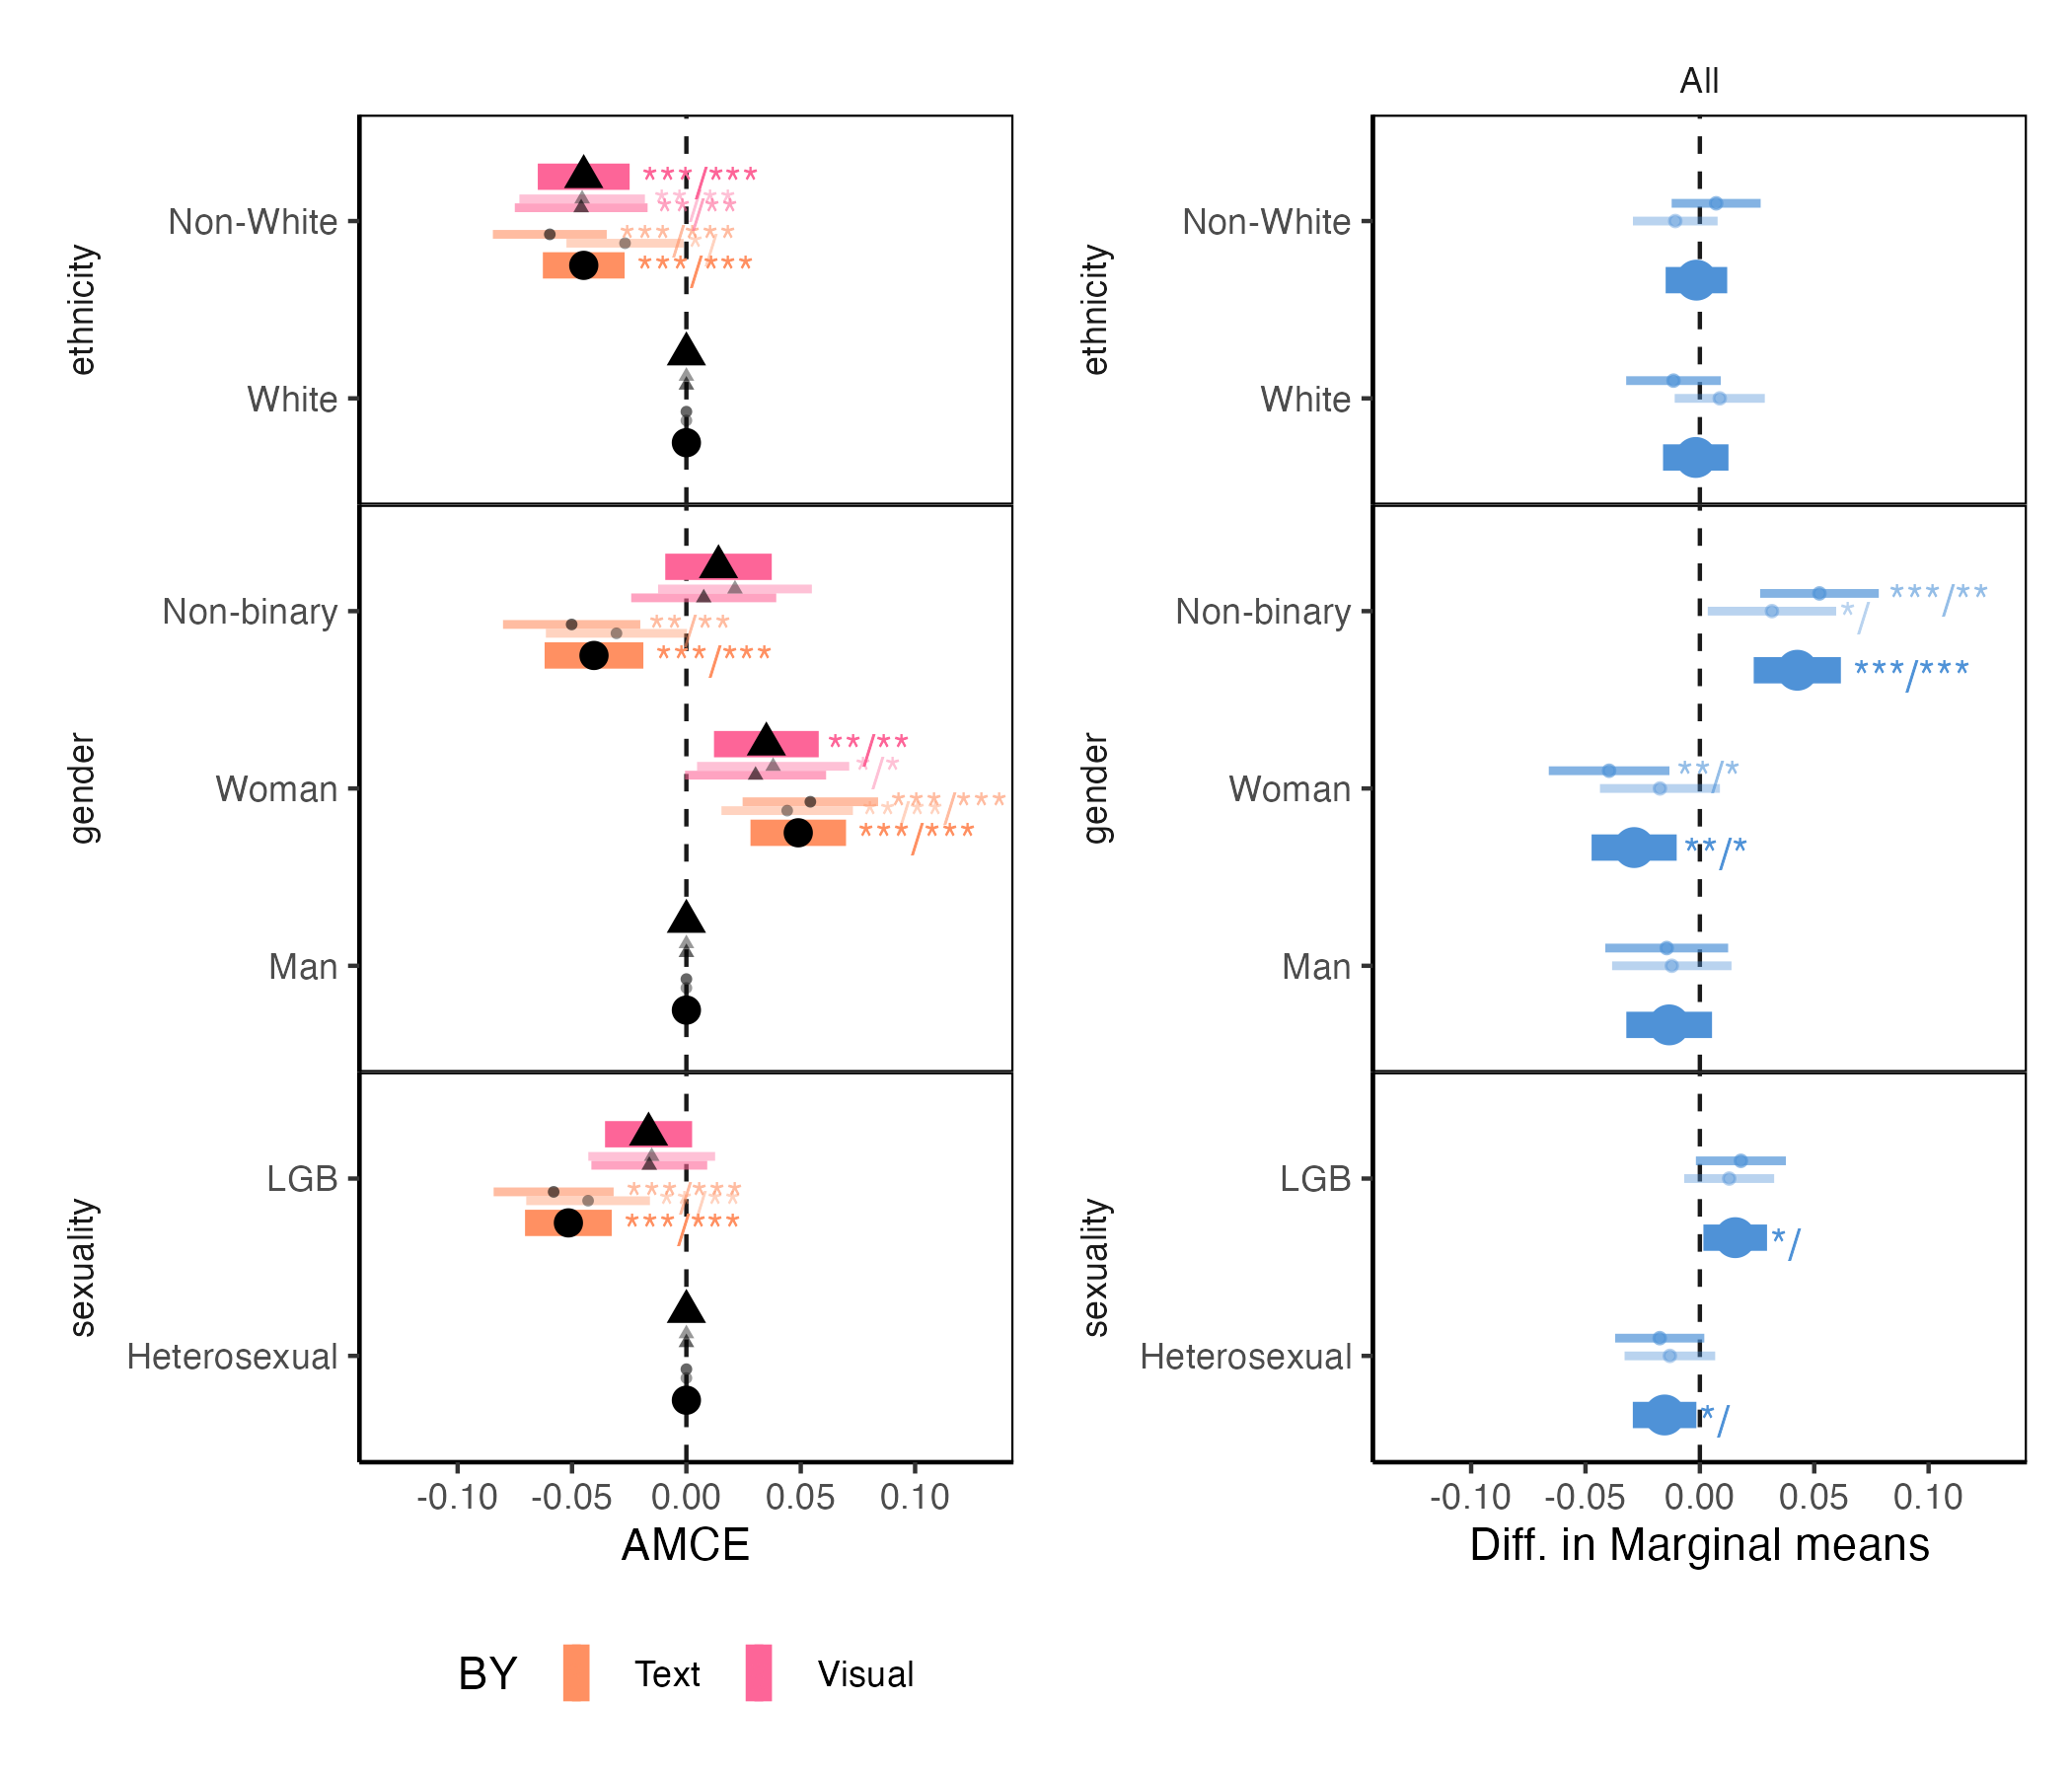 All
ethnicity
Non-White
***/***
**/**
**/**
***/***
*/
***/***
White
gender
Non-binary
**/**
***/***
Woman
**/**
*/*
***/***
**/**
***/***
Man
sexuality
LGB
***/***
**/**
***/***
Heterosexual
-0.10 -0.05 0.00 0.05 0.10
AMCE
BY Text Visual
ethnicity
Non-White
White
gender
Non-binary
***/**
*/
***/***
Woman
**/*
**/*
Man
sexuality
LGB
*/
Heterosexual
*/
-0.10 -0.05 0.00 0.05 0.10
Diff. in Marginal means